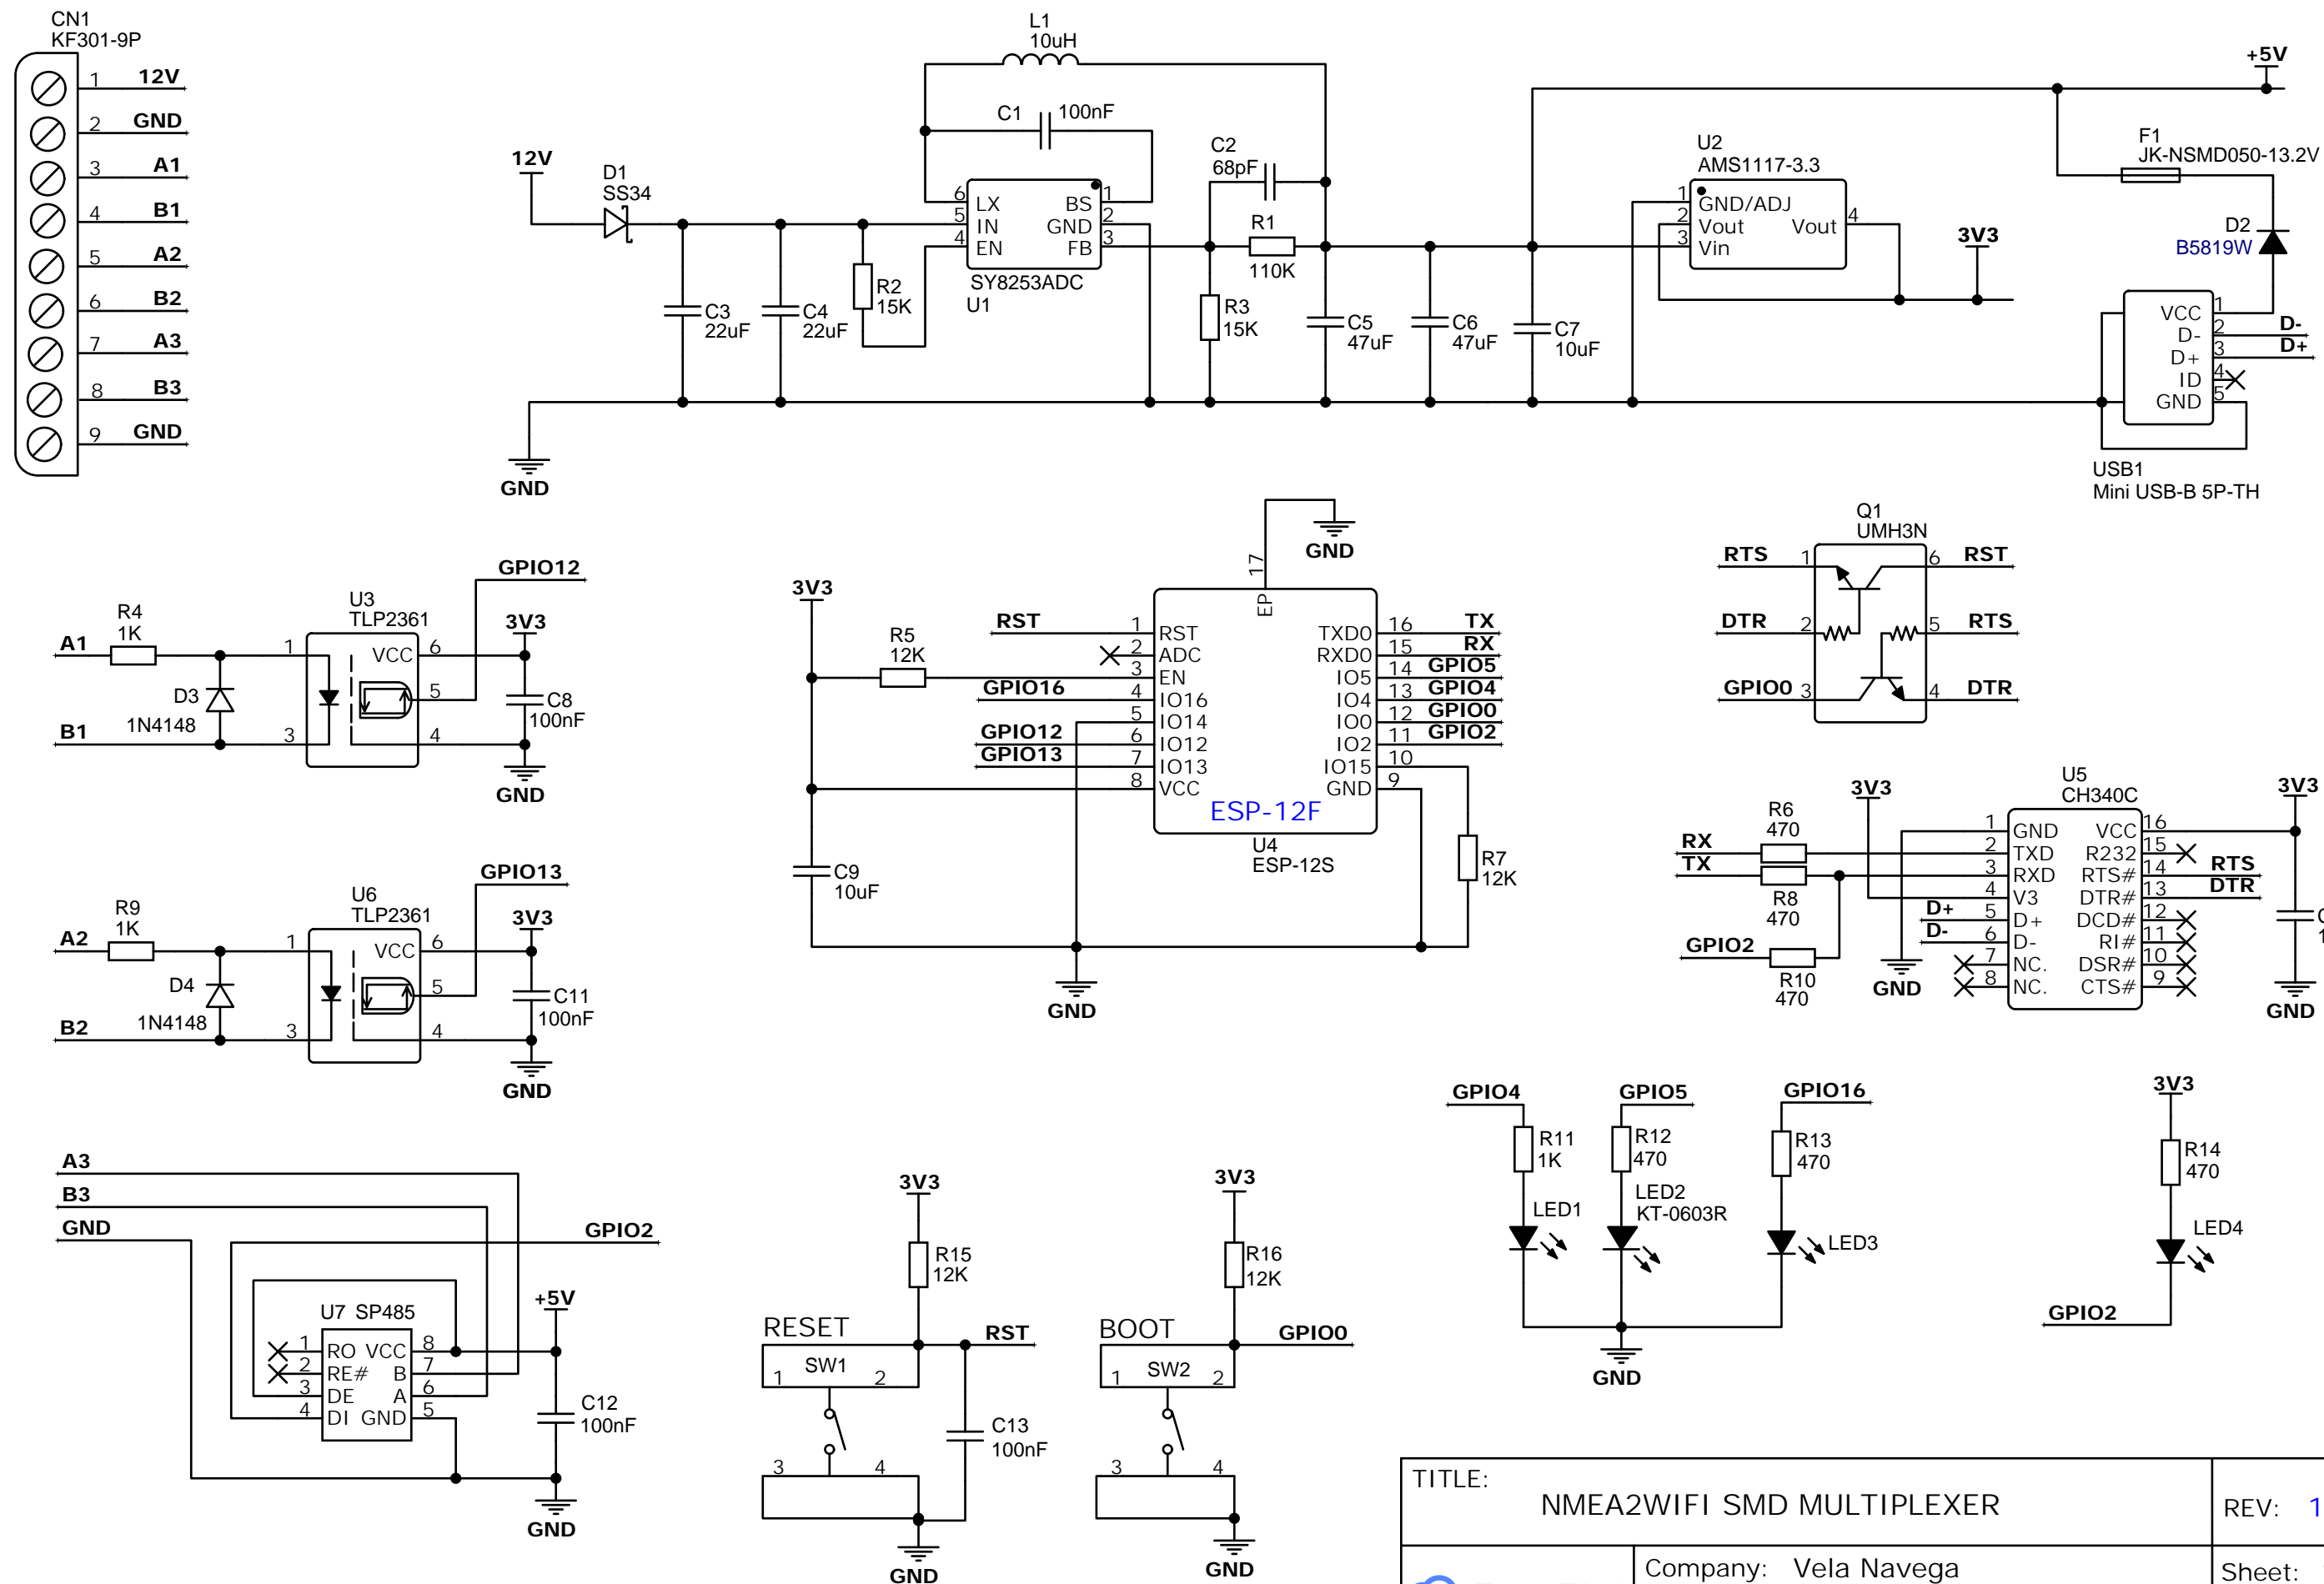 CN1
KF301-9P
1 12V
2 GND
3 A1
4 B1
5 A2
6 B2
7 A3
8 B3
9 GND
L1
10uH
C1 100nF
12V
D1
SS34
6 LX BS 1
5 IN GND 2
4 EN FB 3
SY8253ADC
U1
C2
68pF
R1
110K
R2
15K
R3
15K
C3
22uF
C4
22uF
C5
47uF
C6
47uF
C7
10uF
GND
U2
AMS1117-3.3
1 GND/ADJ
2 Vout Vout 4
3 Vin
3V3
+5V
F1
JK-NSMD050-13.2V
D2
B5819W
VCC 1
D- 2 D-
D+ 3 D+
ID 4
GND 5
USB1
Mini USB-B 5P-TH
GPIO12
U3
TLP2361
R4
1K
A1
1 VCC 6
3V3
D3
1N4148
5
C8
100nF
B1 3 4
GND
GPIO13
U6
TLP2361
R9
1K
A2
1 VCC 6
3V3
D4
1N4148
5
C11
100nF
B2 3 4
GND
17
EP
GND
3V3
R5
12K
RST 1 RST TXD0 16 TX
2 ADC RXD0 15 RX
3 EN IO5 14 GPIO5
GPIO16 4 IO16 IO4 13 GPIO4
5 IO14 IO0 12 GPIO0
GPIO12 6 IO12 IO2 11 GPIO2
GPIO13 7 IO13 IO15 10
8 VCC GND 9
ESP-12F
U4
ESP-12S
C9
10uF
R7
12K
GND
Q1
UMH3N
RTS 1 6 RST
DTR 2 5 RTS
GPIO0 3 4 DTR
U5
CH340C
3V3
3V3
R6
470
RX
TX
R8
470
GPIO2
R10
470
1 GND VCC 16
2 TXD R232 15
3 RXD RTS# 14 RTS
4 V3 DTR# 13 DTR
D+ 5 D+ DCD# 12
D- 6 D- RI# 11
7 NC. DSR# 10
8 NC. CTS# 9
GND
GND
A3
B3
GND
GPIO2
U7 SP485
+5V
1 RO VCC 8
2 RE# B 7
3 DE A 6
4 DI GND 5
C12
100nF
GND
3V3
R15
12K
RESET
RST
SW1
1 2
3 4
C13
100nF
GND
3V3
R16
12K
BOOT
GPIO0
SW2
1 2
3 4
GND
GPIO4 GPIO5 GPIO16
R11
1K
R12
470
R13
470
LED1
LED2
KT-0603R
LED3
GND
3V3
R14
470
LED4
GPIO2
TITLE:
NMEA2WIFI SMD MULTIPLEXER
REV: 1
Company: Vela Navega
Sheet: